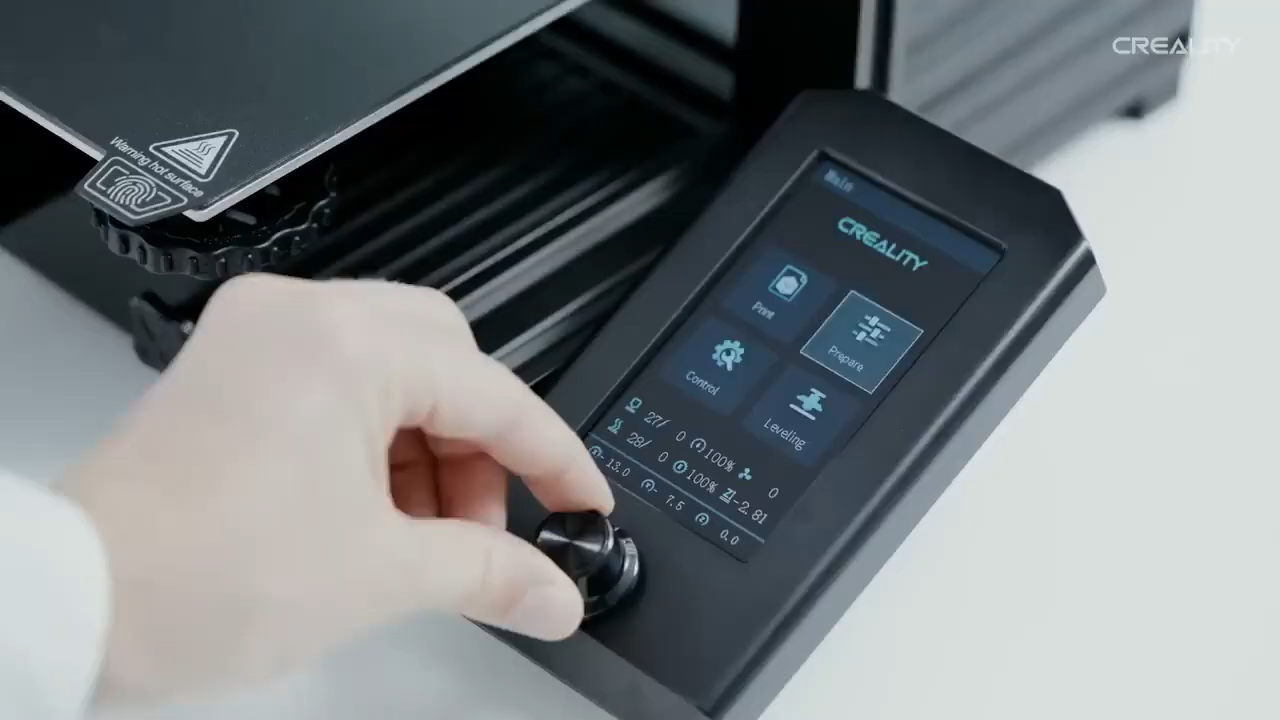 CREALITY
Warning hot surface
Main
CREALITY
Print
Prepare
Control
Leveling
27/ 0 100% 0
28/ 0 100% Z-2.81
-13.0 - 7.5 0.0